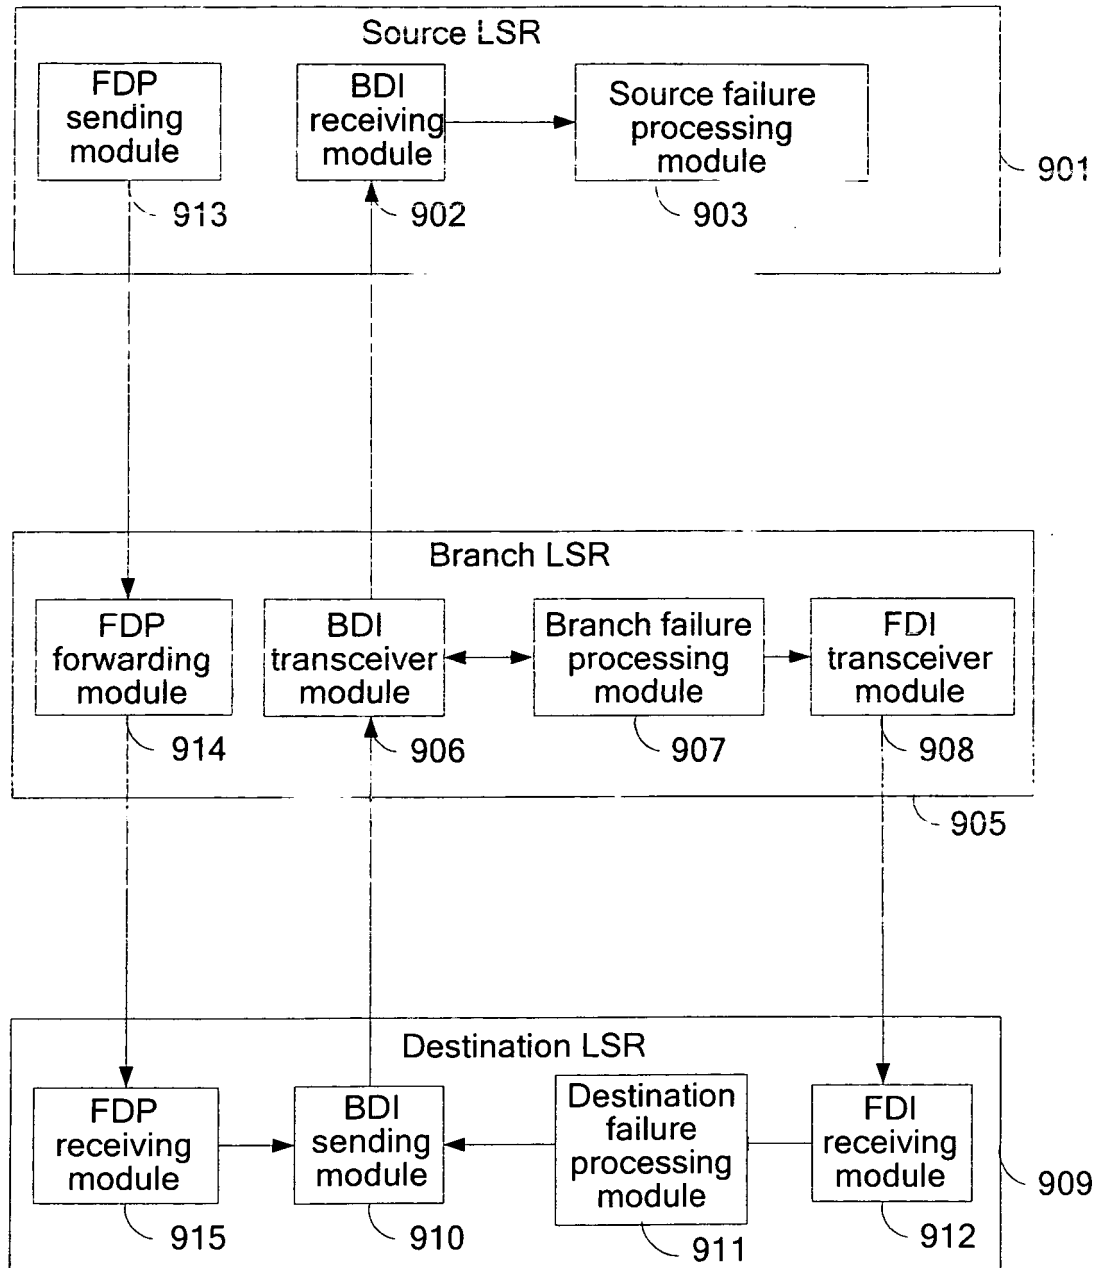 Source LSR
FDP
sending
module
BDI
receiving
module
Source failure
processing
module
901
913
902
903
Branch LSR
FDP
forwarding
module
BDI
transceiver
module
Branch failure
processing
module
FDI
transceiver
module
914
906
907
908
905
Destination LSR
FDP
receiving
module
BDI
sending
module
Destination
failure
processing
module
FDI
receiving
module
909
915
910
911
912